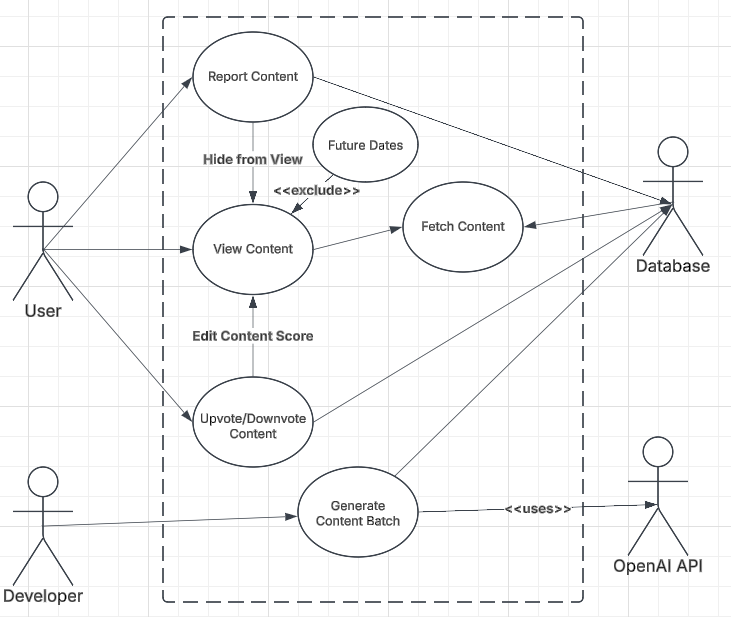 Report Content
Future Dates
Hide from View
<<exclude>>
Fetch Content
View Content
Database
User
Edit Content Score
Upvote/Downvote
Content
Generate
Content Batch
<<uses>>
OpenAI API
Developer